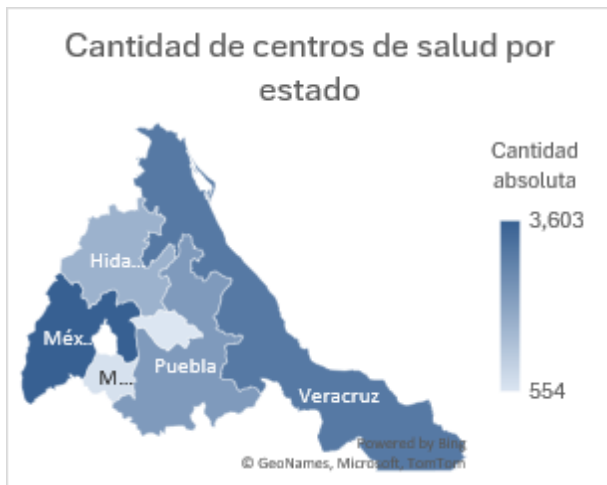 Cantidad de centros de salud por
estado
Cantidad
absoluta
3,603
Hida...
Méx...
M...
Puebla
554
Veracruz
Powered by Bing
© GeoNames, Microsoft, TomTom